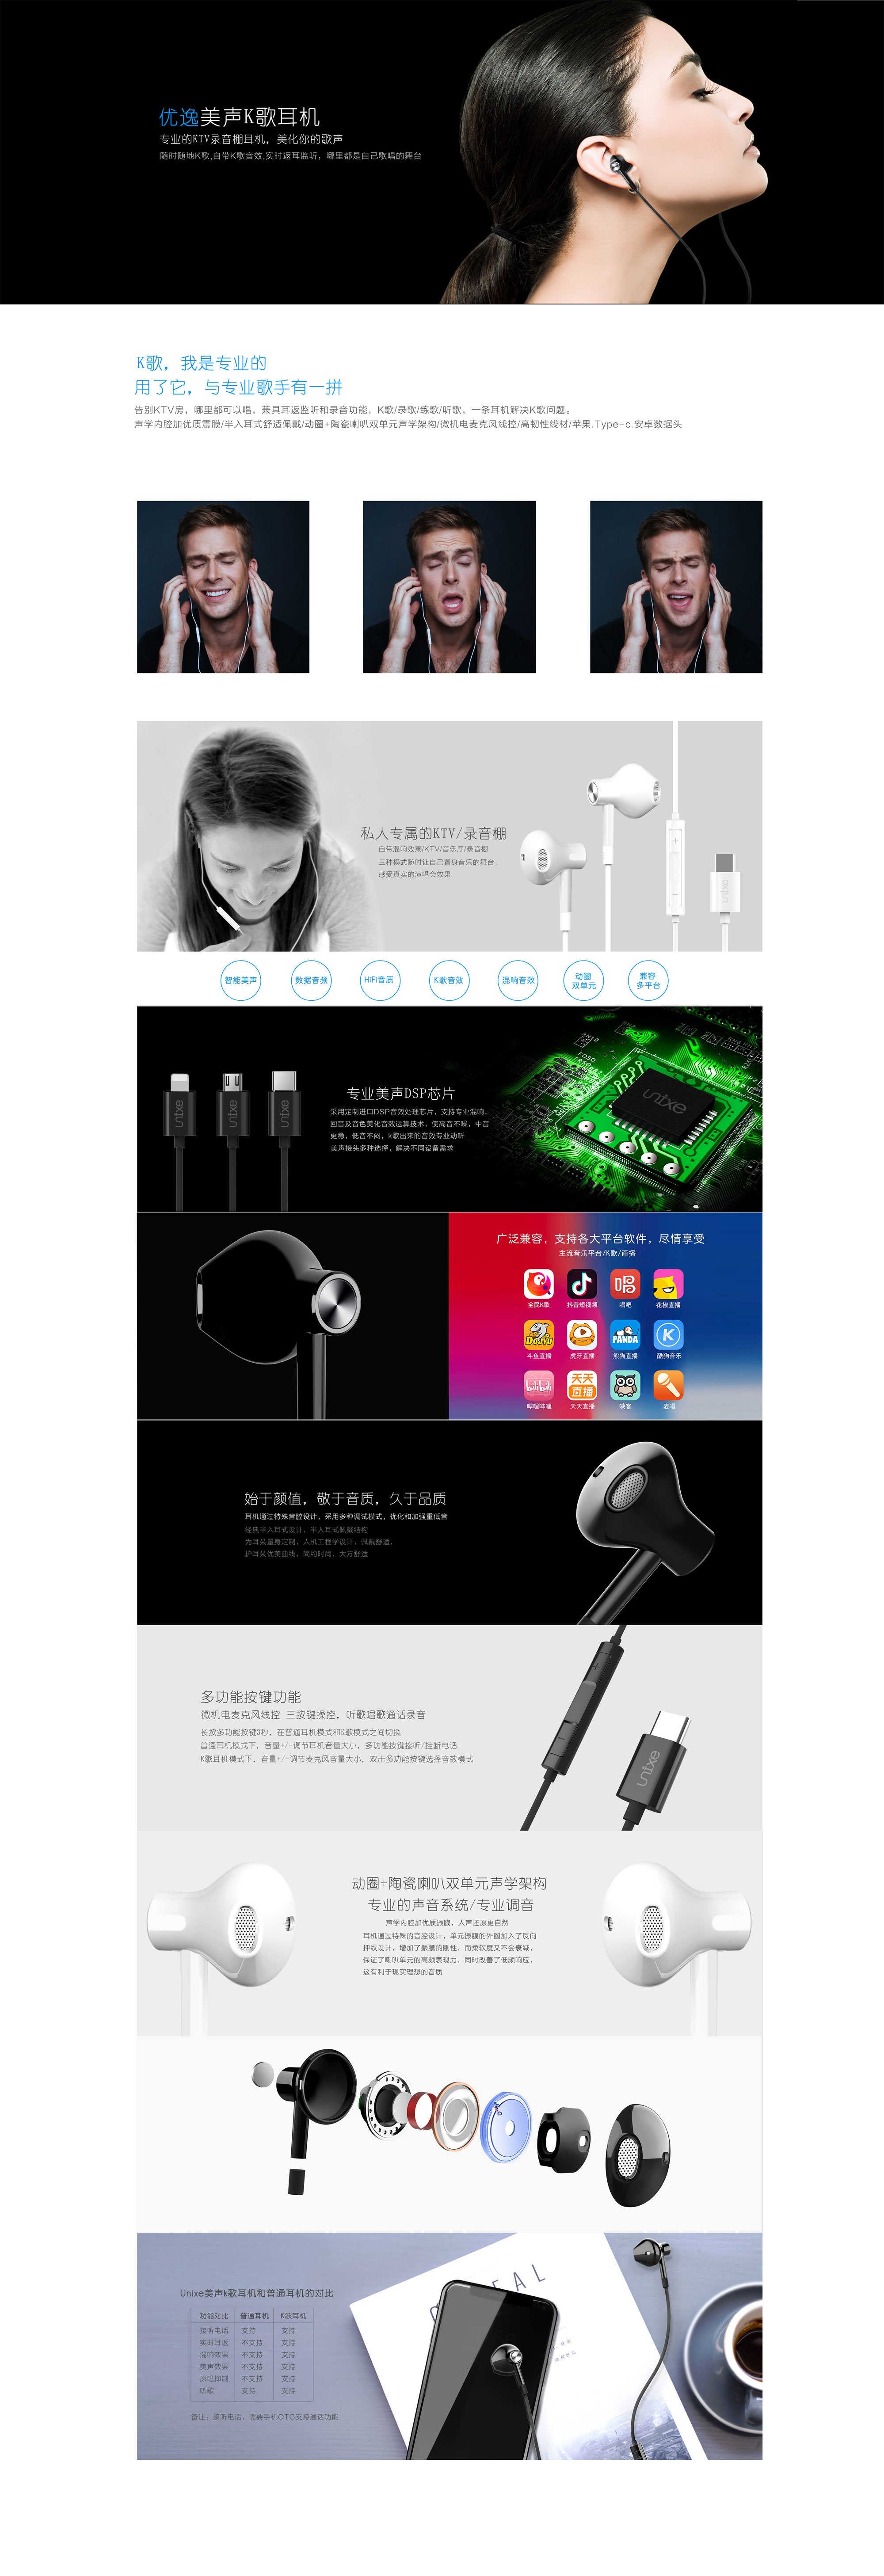 优逸美声K歌耳机
专业的KTV录音棚耳机，美化你的歌声
随时随地K歌,自带K歌音效,实时返耳监听，哪里都是自己歌唱的舞台
K歌，我是专业的
用了它，与专业歌手有一拼
告别KTV房，哪里都可以唱，兼具耳返监听和录音功能，K歌/录歌/练歌/听歌，一条耳机解决K歌问题。
声学内腔加优质震膜/半入耳式舒适佩戴/动圈+陶瓷喇叭双单元声学架构/微机电麦克风线控/高韧性线材/苹果.Type-c.安卓数据头
私人专属的KTV/录音棚
自带混响效果/KTV/音乐厅/录音棚
三种模式随时让自己置身音乐的舞台，
感受真实的演唱会效果
unixe
智能美声
数据音频
HiFi音质
K歌音效
混响音效
动圈
双单元
兼容
多平台
unixe
unixe
unixe
专业美声DSP芯片
采用定制进口DSP音效处理芯片，支持专业混响，
回音及音色美化音效运算技术，使高音不噪，中音
更稳，低音不闷，k歌出来的音效专业动听
美声接头多种选择，解决不同设备需求
unixe
广泛兼容，支持各大平台软件，尽情享受
主流音乐平台/K歌/直播
唱
全民K歌 抖音短视频 唱吧 花椒直播
DOUYU
PANDA
K
斗鱼直播 虎牙直播 熊猫直播 酷狗音乐
天天
直播
哔哩哔哩 天天直播 映客 麦唱
始于颜值，敬于音质，久于品质
耳机通过特殊音腔设计，采用多种调试模式，优化和加强重低音
经典半入耳式设计，半入耳式佩戴结构
为耳朵量身定制，人机工程学设计，佩戴舒适，
护耳朵优美曲线，简约时尚，大方舒适
多功能按键功能
微机电麦克风线控 三按键操控，听歌唱歌通话录音
长按多功能按键3秒，在普通耳机模式和K歌模式之间切换
普通耳机模式下，音量+/-调节耳机音量大小，多功能按键接听/挂断电话
K歌耳机模式下，音量+/-调节麦克风音量大小，双击多功能按键选择音效模式
unixe
动圈+陶瓷喇叭双单元声学架构
专业的声音系统/专业调音
声学内腔加优质振膜，人声还原更自然
耳机通过特殊的音腔设计，单元振膜的外圈加入了反向
押纹设计，增加了振膜的刚性，而柔软度又不会衰减，
保证了喇叭单元的高频表现力，同时改善了低频响应，
这有利于现实理想的音质
Unixe美声k歌耳机和普通耳机的对比
功能对比 普通耳机 K歌耳机
接听电话 支持 支持
实时耳返 不支持 支持
混响效果 不支持 支持
美声效果 不支持 支持
原唱抑制 不支持 支持
听歌 支持 支持
备注：接听电话，需要手机OTG支持通话功能